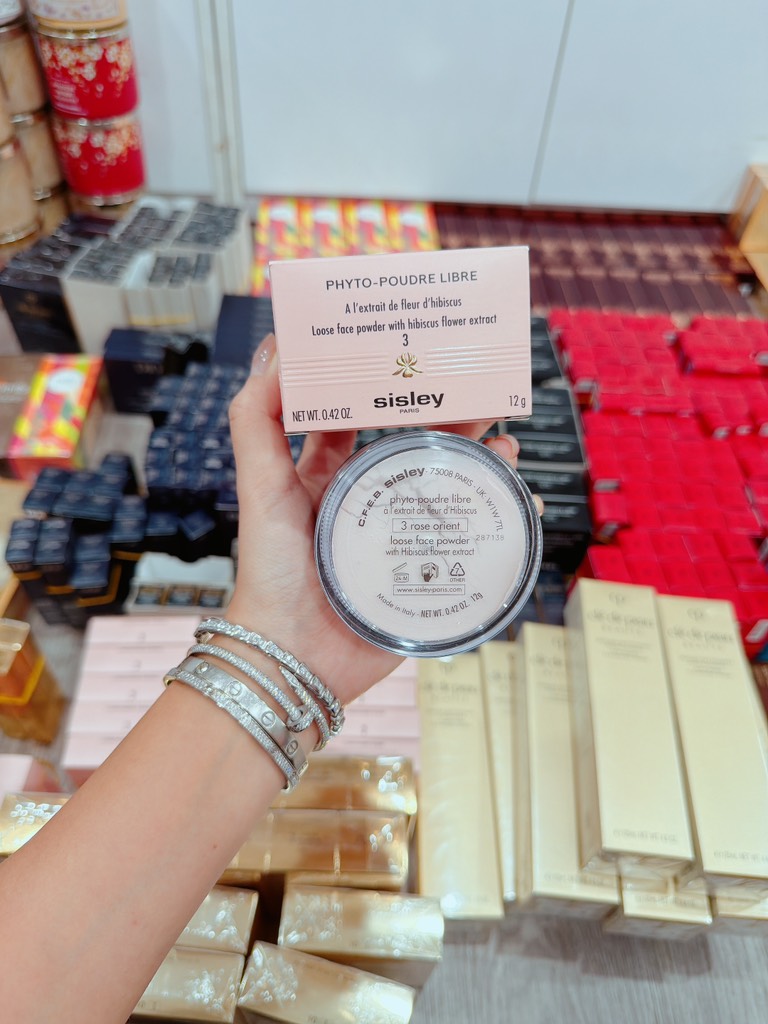 PHYTO-POUDRE LIBRE
A l'extrait de fleur d'hibiscus
Loose face powder with hibiscus flower extract
3
sisley
PARIS
NET WT. 0.42 OZ.
12 g
C.F.E.B. sisley - 75008 PARIS - UK, W1W 7TL
phyto-poudre libre
à l'extrait de fleur d'Hibiscus
3 rose orient
287139
loose face powder
with Hibiscus flower extract
24 M
OTHER
www.sisley-paris.com
Made in Italy - NET WT. 0.42 OZ. 12g